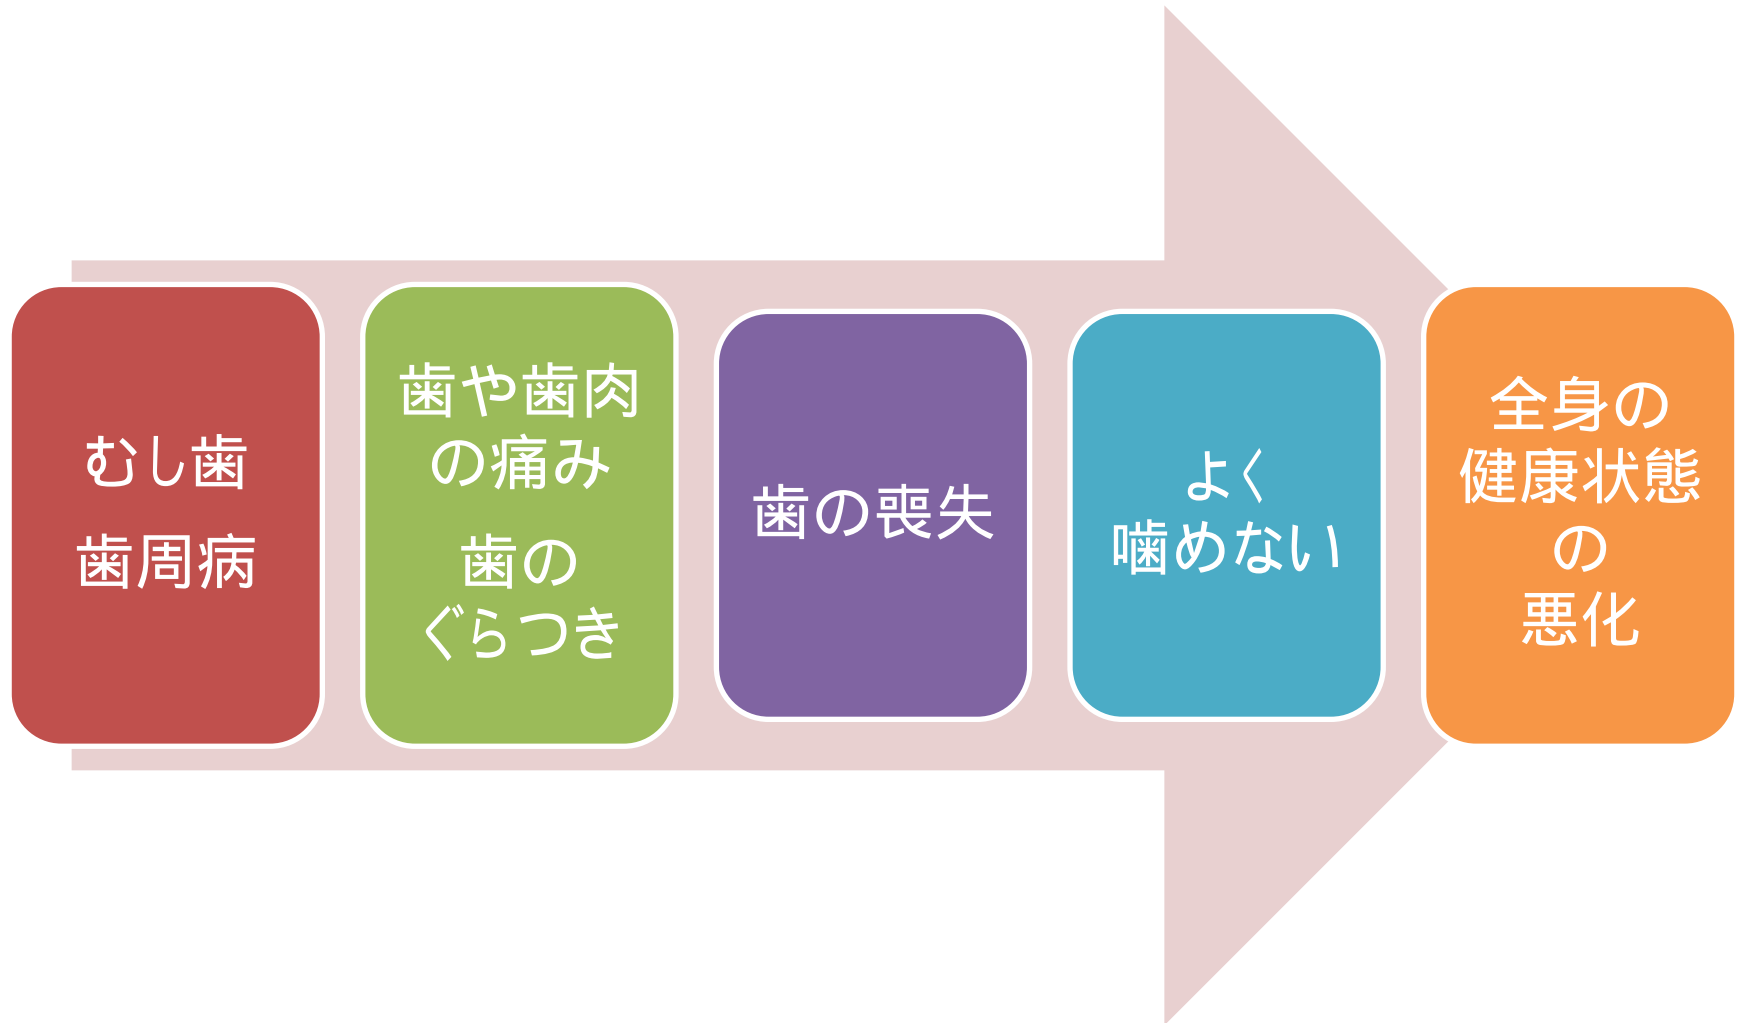 むし歯
歯周病
歯や歯肉
の痛み
歯の
ぐらつき
歯の喪失
よく
噛めない
全身の
健康状態
の
悪化